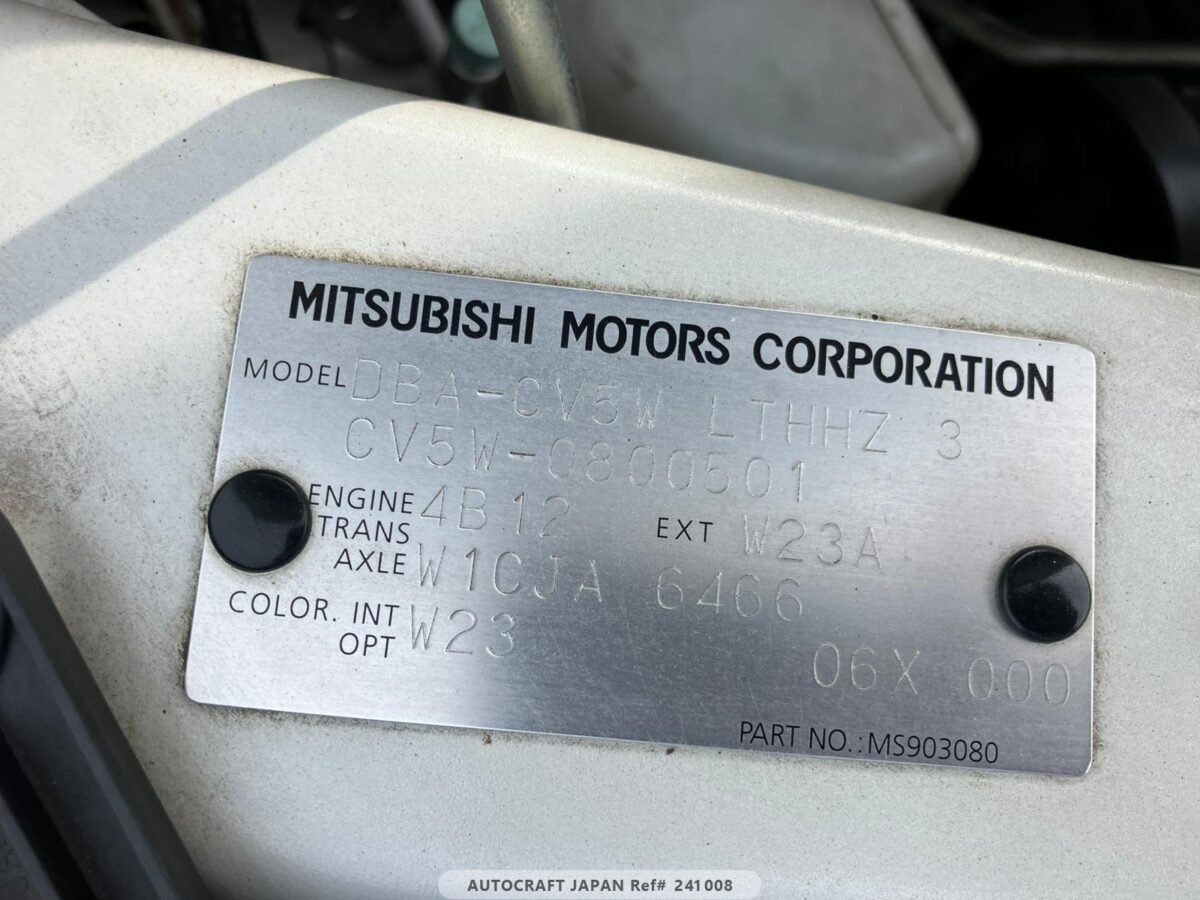 MITSUBISHI MOTORS CORPORATION
MODEL DBA-CV5W LTHHZ 3
CV5W-0800501
ENGINE 4B12 EXT W23A
TRANS
AXLE W1CJA 6466
COLOR. INT W23
OPT
06X 000
PART NO.: MS903080
AUTOCRAFT JAPAN Ref# 241008